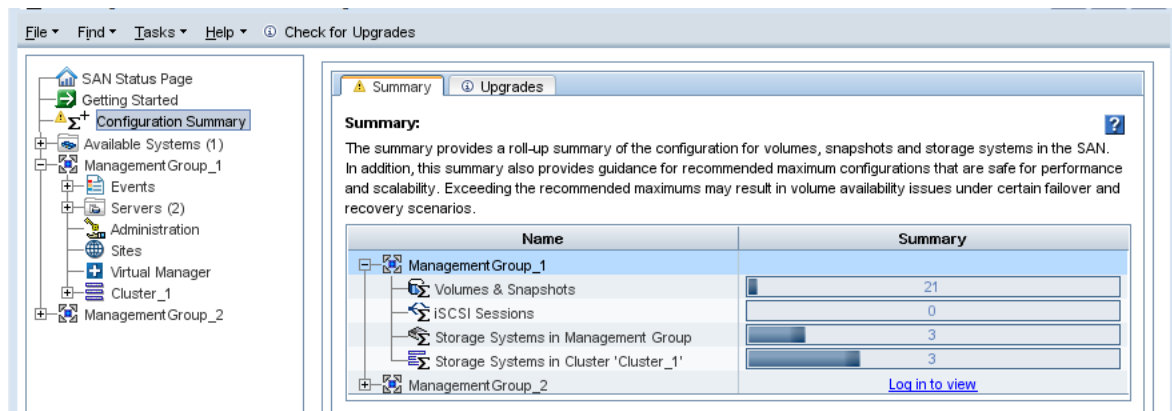 File Find Tasks Help Check for Upgrades
SAN Status Page
Getting Started
Configuration Summary
Available Systems (1)
ManagementGroup_1
Events
Servers (2)
Administration
Sites
Virtual Manager
Cluster_1
ManagementGroup_2
Summary Upgrades
Summary:
The summary provides a roll-up summary of the configuration for volumes, snapshots and storage systems in the SAN.
In addition, this summary also provides guidance for recommended maximum configurations that are safe for performance
and scalability. Exceeding the recommended maximums may result in volume availability issues under certain failover and
recovery scenarios.
Name Summary
ManagementGroup_1
Volumes & Snapshots 21
iSCSI Sessions 0
Storage Systems in Management Group 3
Storage Systems in Cluster 'Cluster_1' 3
ManagementGroup_2 Log in to view